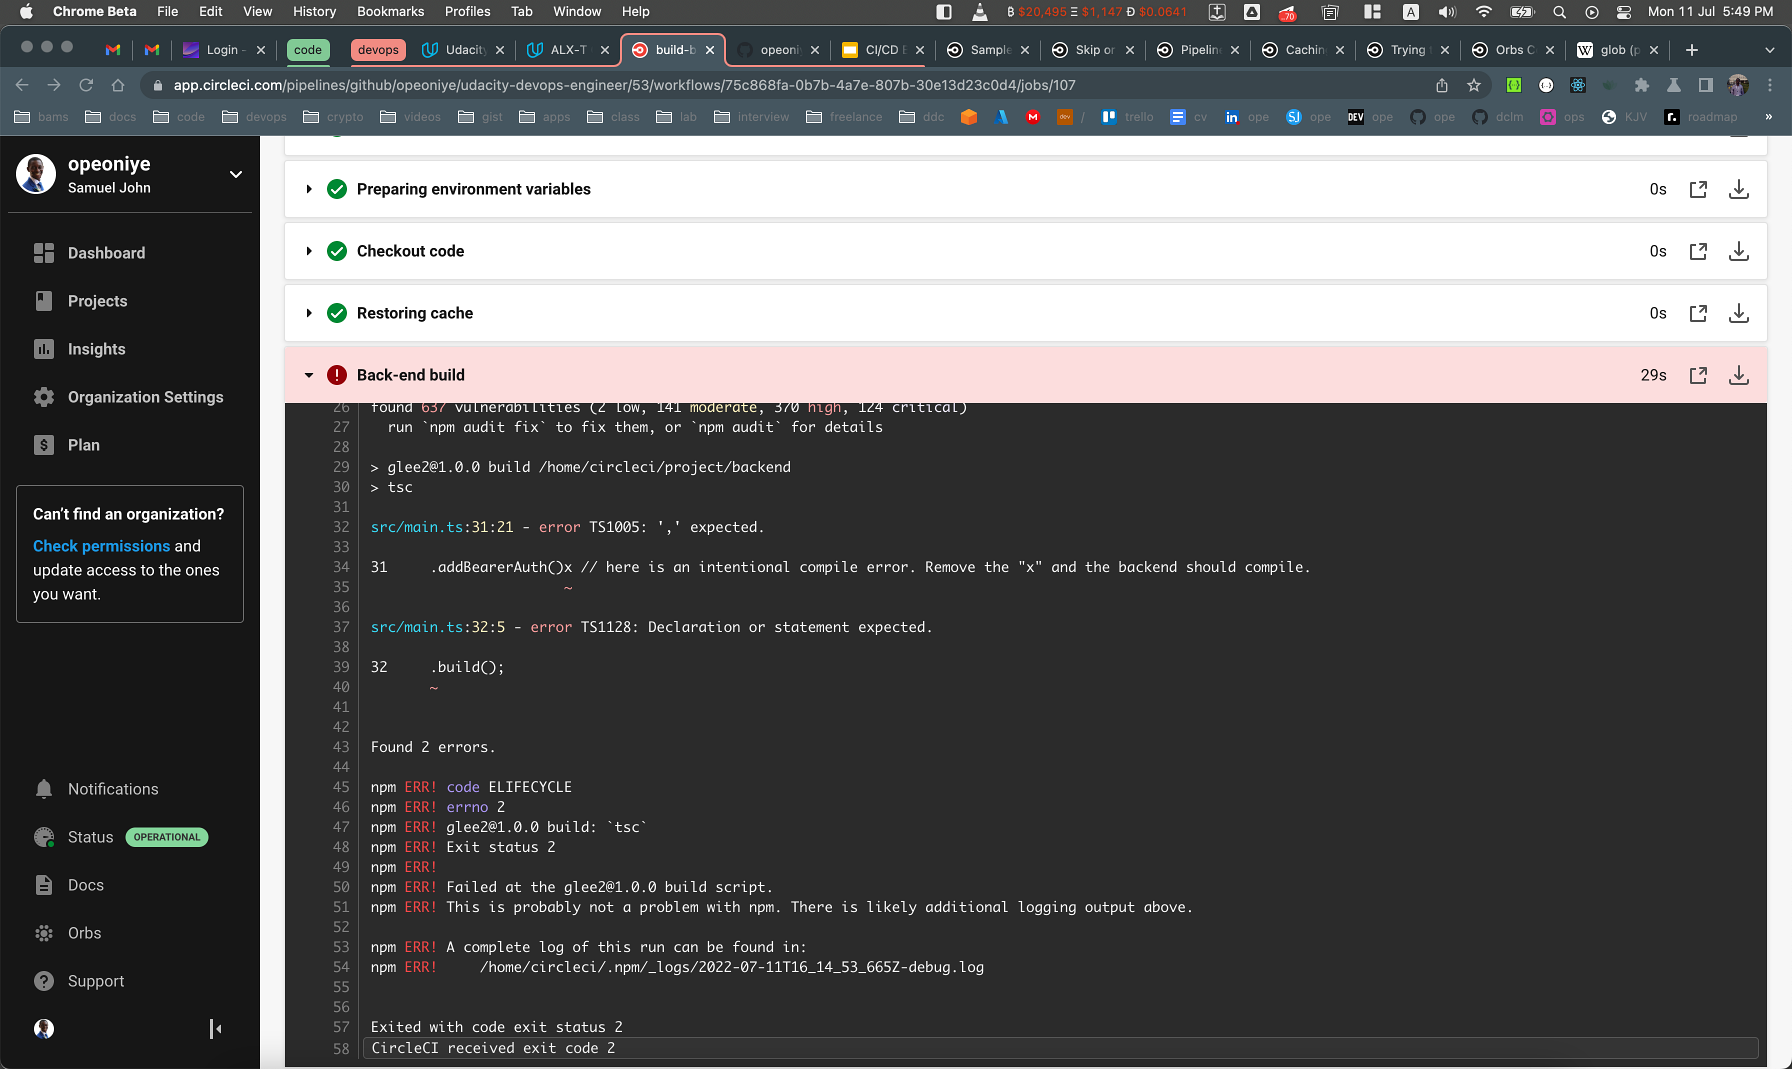 Chrome Beta File Edit View History Bookmarks Profiles Tab Window Help
฿ $20,495 Ξ $1,147 Ð $0.0641
70
A
Mon 11 Jul 5:49 PM
Login - code devops Udacity ALX-T build-b openiy CI/CD Sample Skip or Pipelin Cachin Trying Orbs C W glob (p
app.circleci.com/pipelines/github/opeoniye/udacity-devops-engineer/53/workflows/75c868fa-0b7b-4a7e-807b-30e13d23c0d4/jobs/107
bams docs code devops crypto videos gist apps class lab interview freelance ddc M dev / trello cv in ope SJ ope DEV ope ope dclm ops KJV r. roadmap »
opeoniye
Samuel John
Dashboard
Projects
Insights
Organization Settings
$ Plan
Can't find an organization?
Check permissions and
update access to the ones
you want.
Notifications
Status OPERATIONAL
Docs
Orbs
Support
Preparing environment variables 0s
Checkout code 0s
Restoring cache 0s
Back-end build 29s
26 found 637 vulnerabilities (2 low, 141 moderate, 370 high, 124 critical)
27 run `npm audit fix` to fix them, or `npm audit` for details
28
29 > glee2@1.0.0 build /home/circleci/project/backend
30 > tsc
31
32 src/main.ts:31:21 - error TS1005: ',' expected.
33
34 31 .addBearerAuth()x // here is an intentional compile error. Remove the "x" and the backend should compile.
35 ~
36
37 src/main.ts:32:5 - error TS1128: Declaration or statement expected.
38
39 32 .build();
40 ~
41
42
43 Found 2 errors.
44
45 npm ERR! code ELIFECYCLE
46 npm ERR! errno 2
47 npm ERR! glee2@1.0.0 build: `tsc`
48 npm ERR! Exit status 2
49 npm ERR!
50 npm ERR! Failed at the glee2@1.0.0 build script.
51 npm ERR! This is probably not a problem with npm. There is likely additional logging output above.
52
53 npm ERR! A complete log of this run can be found in:
54 npm ERR! /home/circleci/.npm/_logs/2022-07-11T16_14_53_665Z-debug.log
55
56
57 Exited with code exit status 2
58 CircleCI received exit code 2